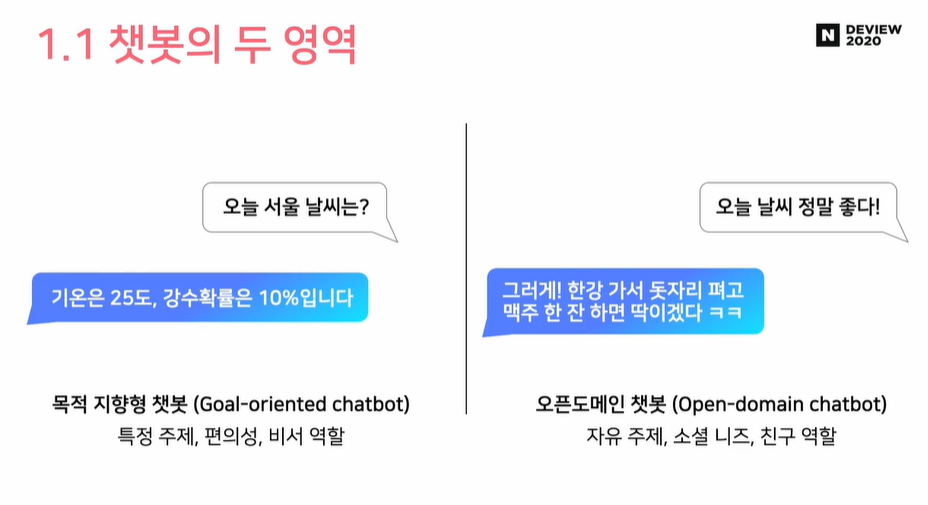 1.1 챗봇의 두 영역
N DEVIEW
2020
오늘 서울 날씨는?
기온은 25도, 강수확률은 10%입니다
목적 지향형 챗봇 (Goal-oriented chatbot)
특정 주제, 편의성, 비서 역할
오늘 날씨 정말 좋다!
그러게! 한강 가서 돗자리 펴고
맥주 한 잔 하면 딱이겠다 ㅋㅋ
오픈도메인 챗봇 (Open-domain chatbot)
자유 주제, 소셜 니즈, 친구 역할